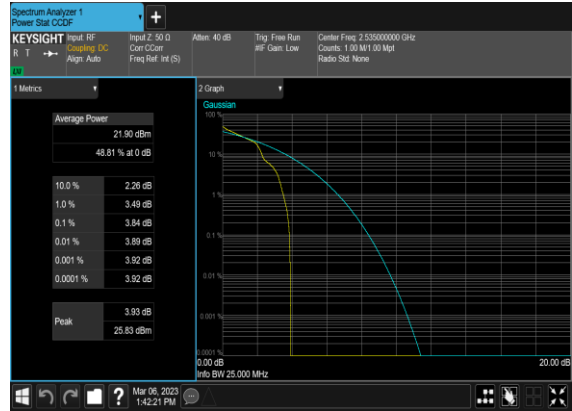 Spectrum Analyzer 1
Power Stat CCDF
KEYSIGHT
R T
LXI
Input: RF
Coupling: DC
Align: Auto
Input Z: 50 Ω
Corr CCorr
Freq Ref: Int (S)
Atten: 40 dB
Trig: Free Run
#IF Gain: Low
Center Freq: 2.535000000 GHz
Counts: 1.00 M/1.00 Mpt
Radio Std: None
1 Metrics
Average Power
21.90 dBm
48.81 % at 0 dB
10.0 % 2.26 dB
1.0 % 3.49 dB
0.1 % 3.84 dB
0.01 % 3.89 dB
0.001 % 3.92 dB
0.0001 % 3.92 dB
Peak
3.93 dB
25.83 dBm
2 Graph
Gaussian
100 %
10 %
1 %
0.1 %
0.01 %
0.001 %
0.0001 %
0.00 dB
20.00 dB
Info BW 25.000 MHz
?
Mar 06, 2023
1:42:21 PM